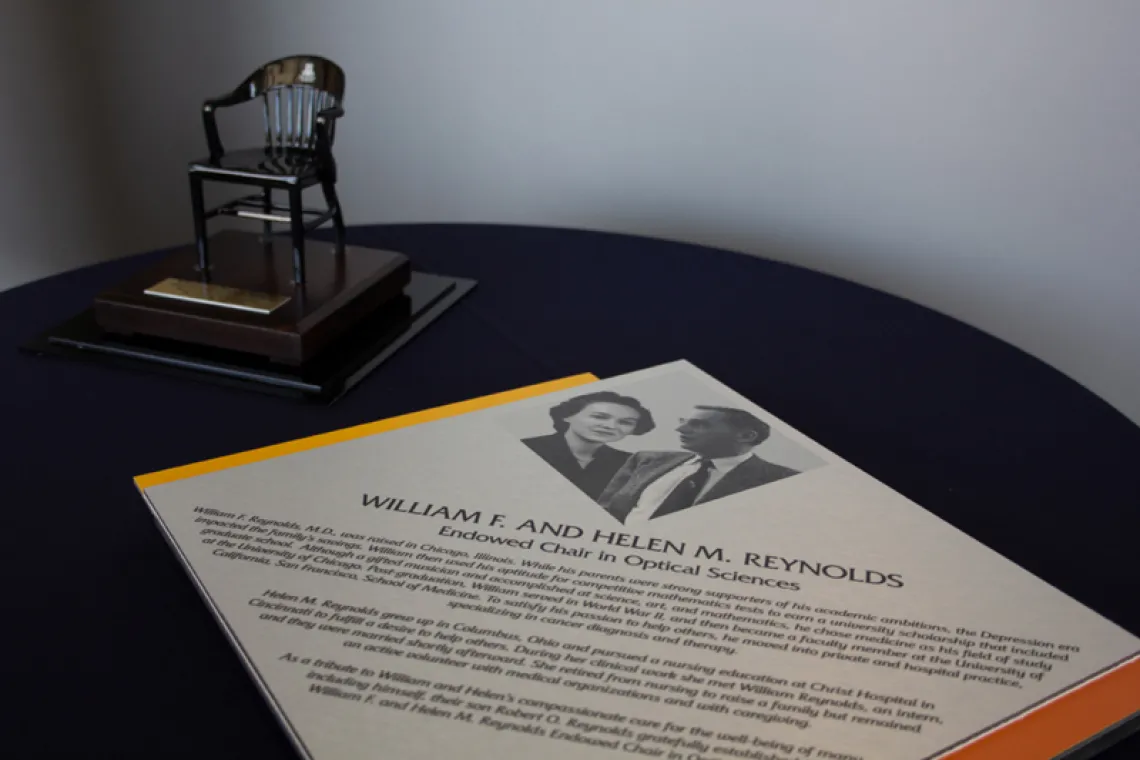 WILLIAM F. AND HELEN M. REYNOLDS
Endowed Chair in Optical Sciences
William F. Reynolds, M.D., was raised in Chicago, Illinois. While his parents were strong supporters of his academic ambitions, the Depression era
impacted the family's savings. William then used his aptitude for competitive mathematics tests to earn a university scholarship that included
graduate school. Although a gifted musician and accomplished at science, art, and mathematics, he chose medicine as his field of study
at the University of Chicago. Post-graduation, William served in World War II, and then became a faculty member at the University of
California, San Francisco, School of Medicine. To satisfy his passion to help others, he moved into private and hospital practice,
specializing in cancer diagnosis and therapy.
Helen M. Reynolds grew up in Columbus, Ohio and pursued a nursing education at Christ Hospital in
Cincinnati to fulfill a desire to help others. During her clinical work she met William Reynolds, an intern,
and they were married shortly afterward. She retired from nursing to raise a family but remained
an active volunteer with medical organizations and with caregiving.
As a tribute to William and Helen's compassionate care for the well-being of many
including himself, their son Robert O. Reynolds gratefully established
William F. and Helen M. Reynolds Endowed Chair in